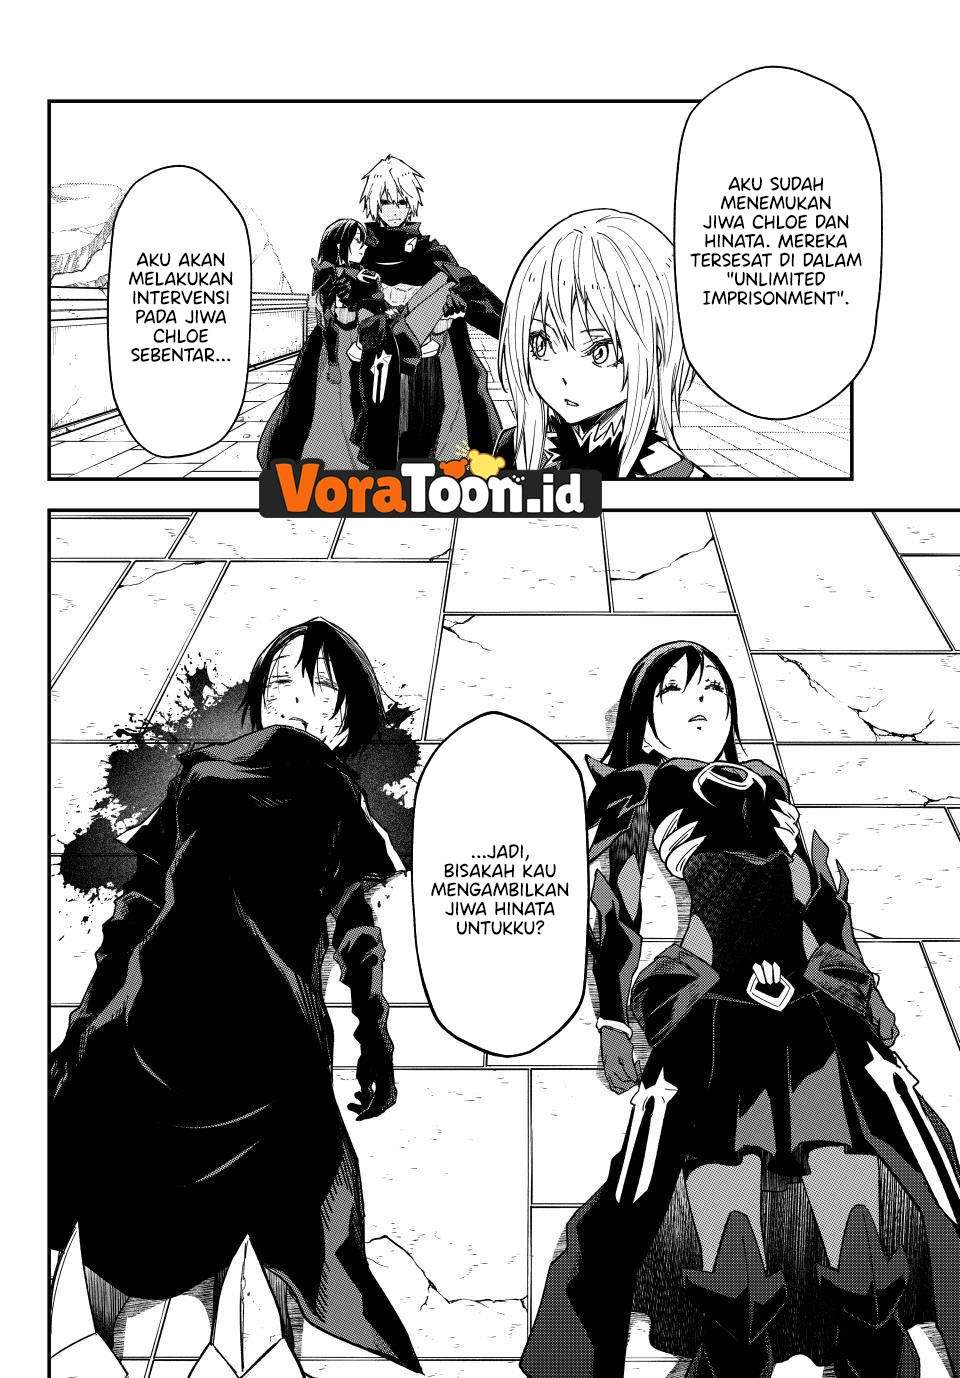 AKU SUDAH
MENEMUKAN
JIWA CHLOE DAN
HINATA. MEREKA
TERSESAT DI DALAM
"UNLIMITED
IMPRISONMENT".
AKU AKAN
MELAKUKAN
INTERVENSI
PADA JIWA
CHLOE
SEBENTAR...
VoraToon.id
...JADI,
BISAKAH KAU
MENGAMBILKAN
JIWA HINATA
UNTUKKU?